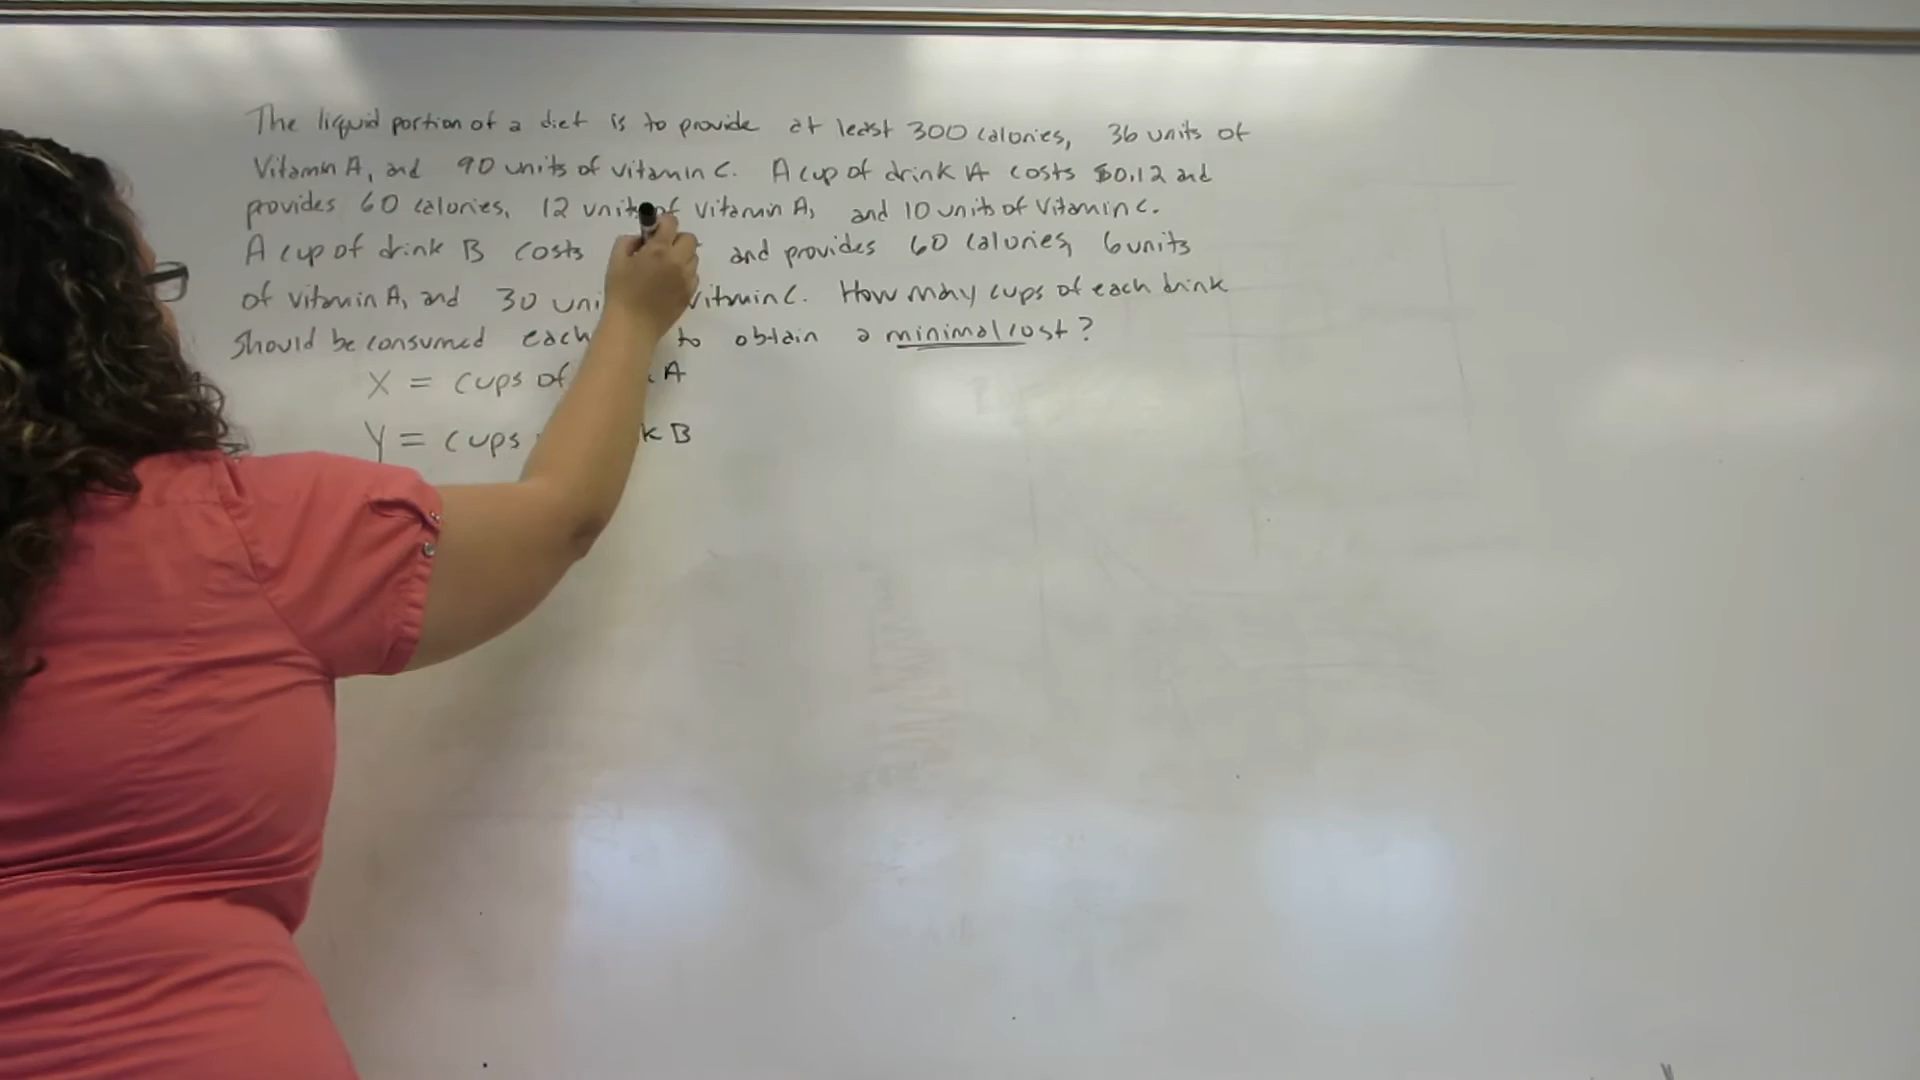 The liquid portion of a diet is to provide at least 300 calories, 36 units of
Vitamin A, and 90 units of vitamin C. A cup of drink A costs $0.12 and
provides 60 calories, 12 units of Vitamin A, and 10 units of Vitamin C.
A cup of drink B costs and provides 60 calories, 6 units
of vitamin A, and 30 uni Vitamin C. How may cups of each drink
should be consumed each to obtain a minimal cost?
X = cups of A
Y = cups k B